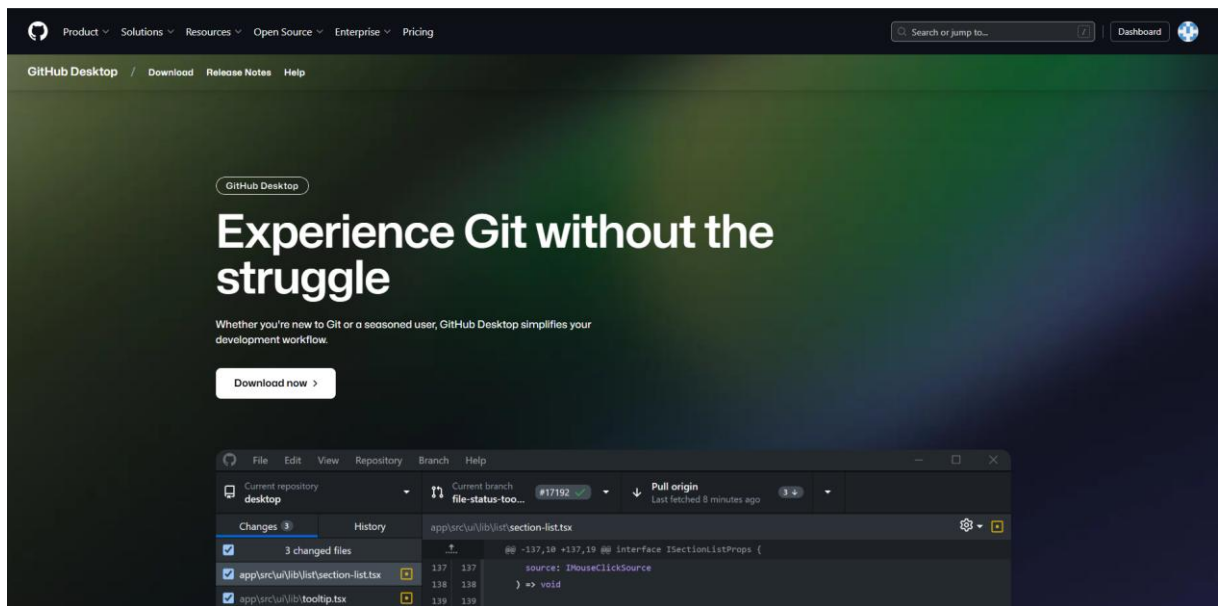 Product Solutions Resources Open Source Enterprise Pricing Search or jump to... / Dashboard
GitHub Desktop / Download Release Notes Help
GitHub Desktop
Experience Git without the
struggle
Whether you're new to Git or a seasoned user, GitHub Desktop simplifies your
development workflow.
Download now >
File Edit View Repository Branch Help
Current repository
desktop
Current branch
file-status-too... #17192
Pull origin
Last fetched 8 minutes ago
3
Changes 3 History
app\src\ui\lib\list\section-list.tsx
3 changed files
@@ -137,10 +137,19 @@ interface ISectionListProps {
app\src\ui\lib\list\section-list.tsx
137 137 source: IMouseClickSource
138 138 ) => void
app\src\ui\lib\tooltip.tsx
139 139